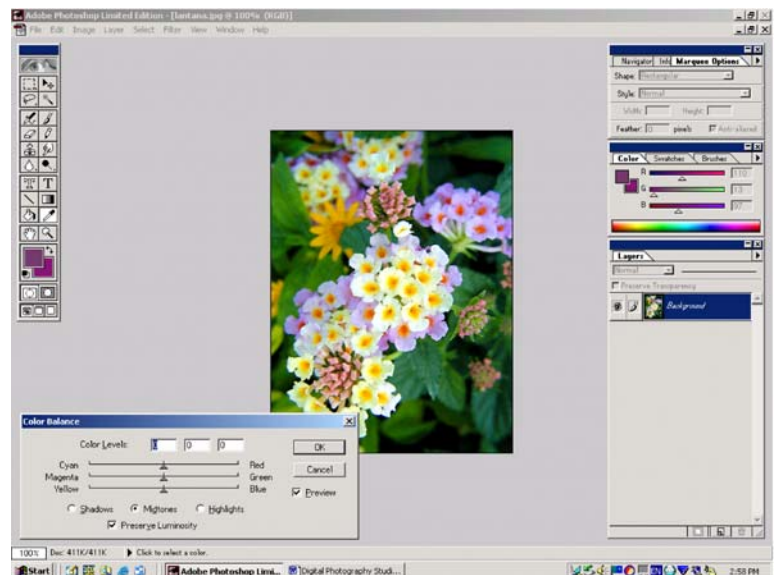 Adobe Photoshop Limited Edition - [lantana.jpg @ 100% (RGB)]
File Edit Image Layer Select Filter View Window Help
Navigator Info Marquee Options
Shape: Rectangular
Style: Normal
Width: Height:
Feather: 0 pixels Anti-aliased
Color Swatches Brushes
R 110
G 13
B 97
Layers
Normal
Preserve Transparency
Background
Color Balance
Color Levels: 0 0 0
OK
Cyan Red
Cancel
Magenta Green
Yellow Blue
Preview
Shadows Midtones Highlights
Preserve Luminosity
100% Doc: 411K/411K Click to select a color.
Start Adobe Photoshop Limi... Digital Photography Studi... 2:58 PM